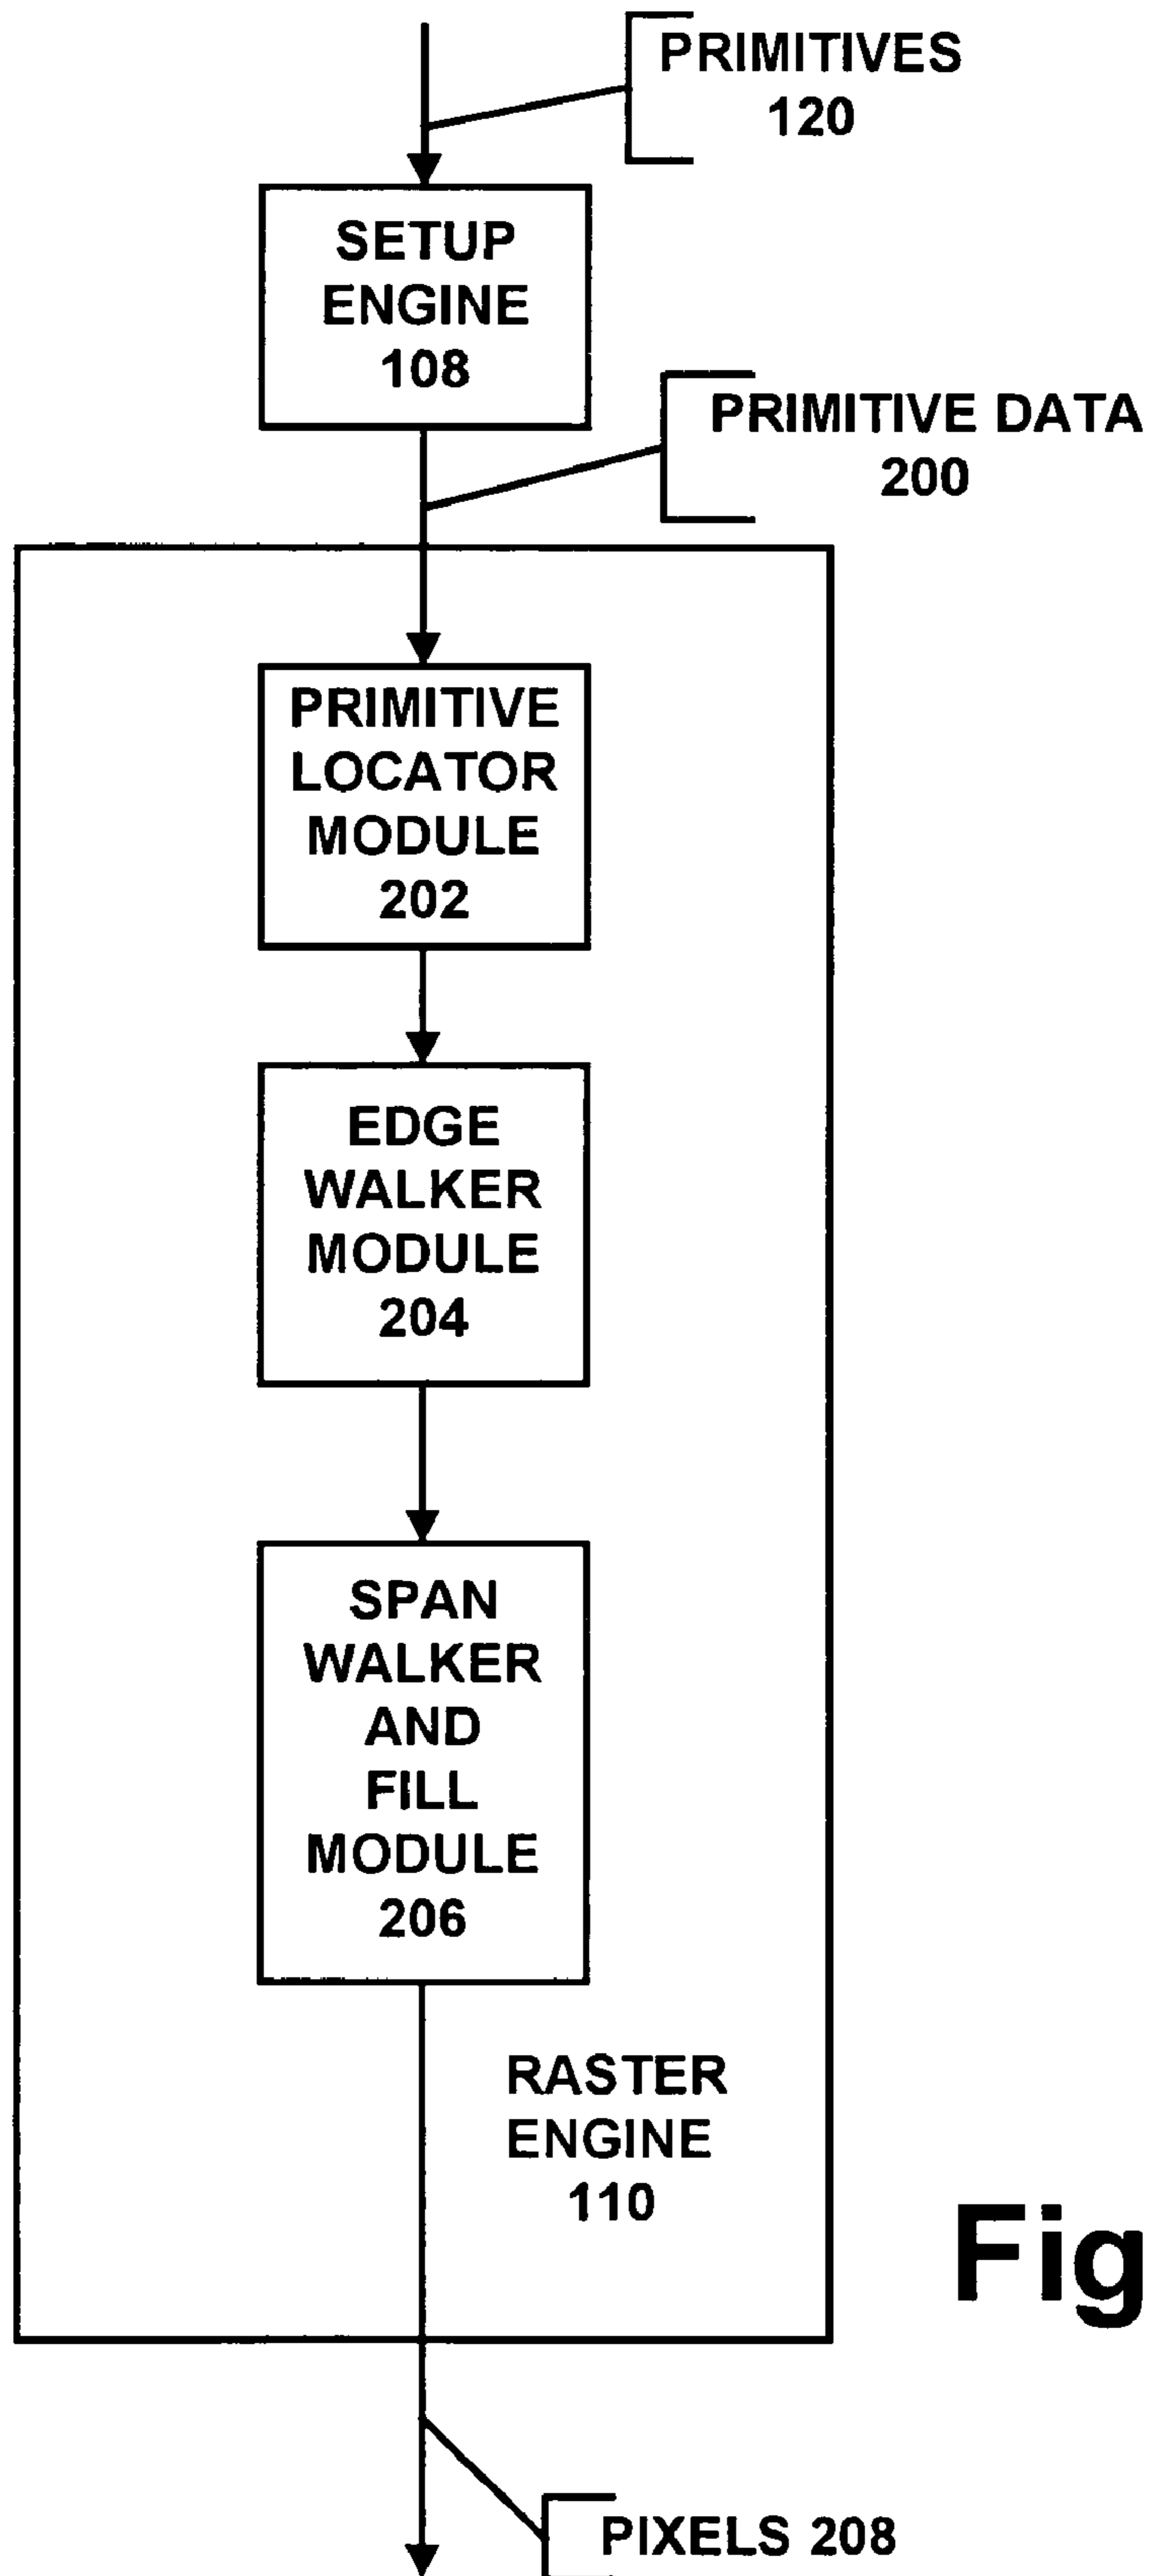 PRIMITIVES
120
SETUP
ENGINE
108
PRIMITIVE DATA
200
PRIMITIVE
LOCATOR
MODULE
202
EDGE
WALKER
MODULE
204
SPAN
WALKER
AND
FILL
MODULE
206
RASTER
ENGINE
110
Fig
PIXELS 208